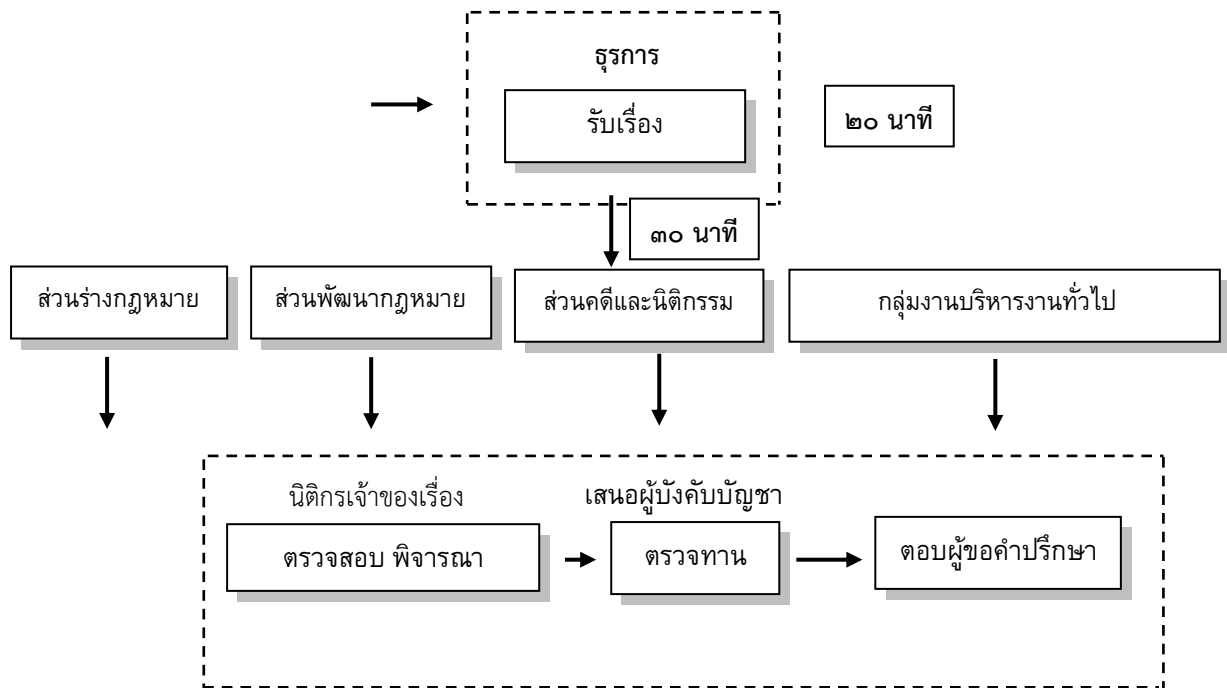 ธุรการ
รับเรื่อง
๒๐ นาที
๓๐ นาที
ส่วนร่างกฎหมาย
ส่วนพัฒนากฎหมาย
ส่วนคดีและนิติกรรม
กลุ่มงานบริหารงานทั่วไป
นิติกรเจ้าของเรื่อง
เสนอผู้บังคับบัญชา
ตรวจสอบ พิจารณา
ตรวจทาน
ตอบผู้ขอคำปรึกษา